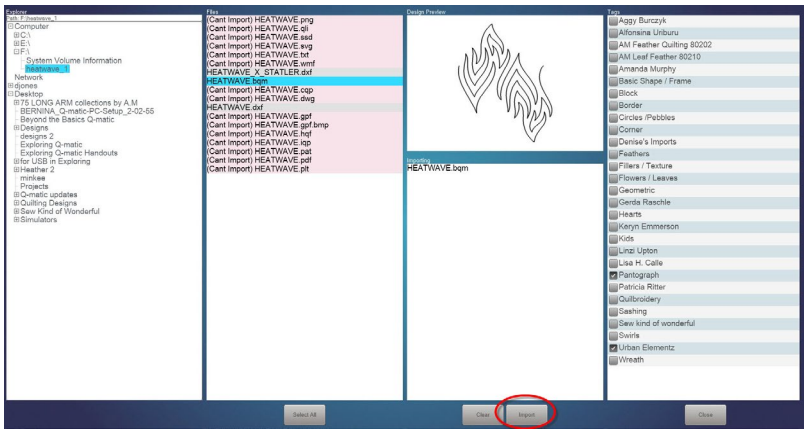 Explorer
Path: F:\heatwave_1
Computer
C:\
E:\
F:\
System Volume Information
heatwave_1
Network
djones
Desktop
75 LONG ARM collections by A.M
BERNINA_Q-matic-PC-Setup_2-02-55
Beyond the Basics Q-matic
Designs
designs 2
Exploring Q-matic
Exploring Q-matic Handouts
for USB in Exploring
Heather 2
minkee
Projects
Q-matic updates
Quilting Designs
Sew Kind of Wonderful
Simulators
Files
(Cant Import) HEATWAVE.png
(Cant Import) HEATWAVE.qli
(Cant Import) HEATWAVE.ssd
(Cant Import) HEATWAVE.svg
(Cant Import) HEATWAVE.txt
(Cant Import) HEATWAVE.wmf
HEATWAVE_X_STATLER.dxf
HEATWAVE.bqm
(Cant Import) HEATWAVE.cqp
(Cant Import) HEATWAVE.dwg
HEATWAVE.dxf
(Cant Import) HEATWAVE.gpf
(Cant Import) HEATWAVE.gpf.bmp
(Cant Import) HEATWAVE.hqf
(Cant Import) HEATWAVE.iqp
(Cant Import) HEATWAVE.pat
(Cant Import) HEATWAVE.pdf
(Cant Import) HEATWAVE.plt
Design Preview
Importing
HEATWAVE.bqm
Tags
Aggy Burczyk
Alfonsina Uriburu
AM Feather Quilting 80202
AM Leaf Feather 80210
Amanda Murphy
Basic Shape / Frame
Block
Border
Circles /Pebbles
Corner
Denise's Imports
Feathers
Fillers / Texture
Flowers / Leaves
Geometric
Gerda Raschle
Hearts
Keryn Emmerson
Kids
Linzi Upton
Lisa H. Calle
Pantograph
Patricia Ritter
Quilbroidery
Sashing
Sew kind of wonderful
Swirls
Urban Elementz
Wreath
Select All
Clear
Import
Close